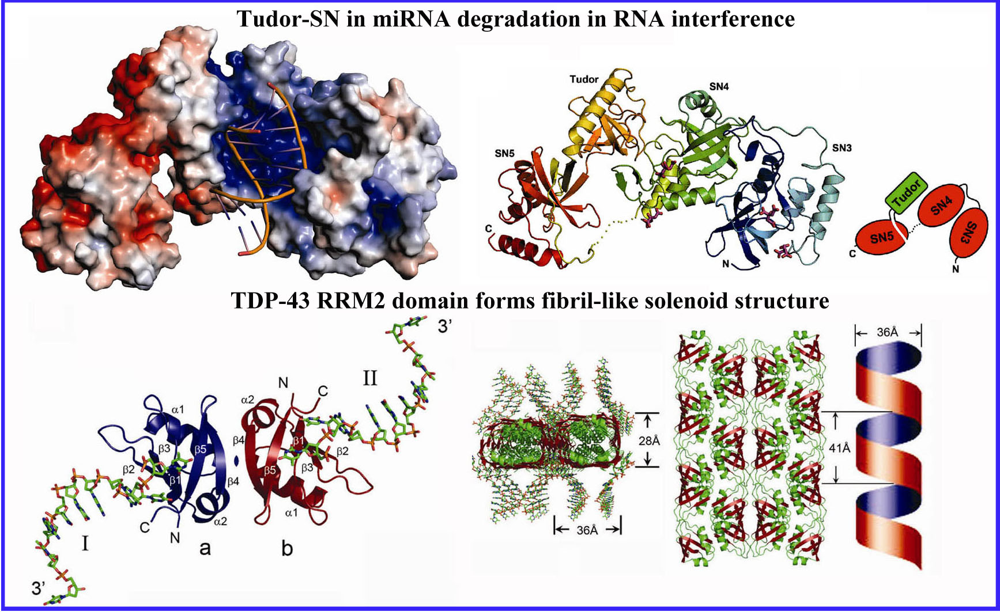 Tudor-SN in miRNA degradation in RNA interference
Tudor
SN4
SN5
SN3
C
N
Tudor
SN4
SN5
SN3
C
N
TDP-43 RRM2 domain forms fibril-like solenoid structure
3’
II
N
C
α2
α1
β4
β1
β2
β3
β5
β3
β5
β2
β1
β4
α1
α2
C
N
I
a
b
3’
28Å
36Å
41Å
36Å